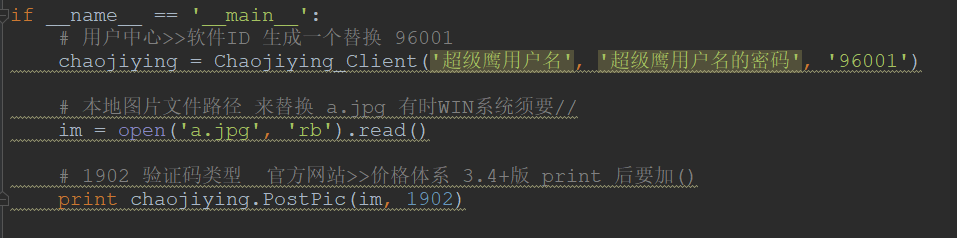 if __name__ == '__main__':
# 用户中心>>软件ID 生成一个替换 96001
chaojiying = Chaojiying_Client('超级鹰用户名', '超级鹰用户名的密码', '96001')
# 本地图片文件路径 来替换 a.jpg 有时WIN系统须要//
im = open('a.jpg', 'rb').read()
# 1902 验证码类型  官方网站>>价格体系 3.4+版 print 后要加()
print chaojiying.PostPic(im, 1902)